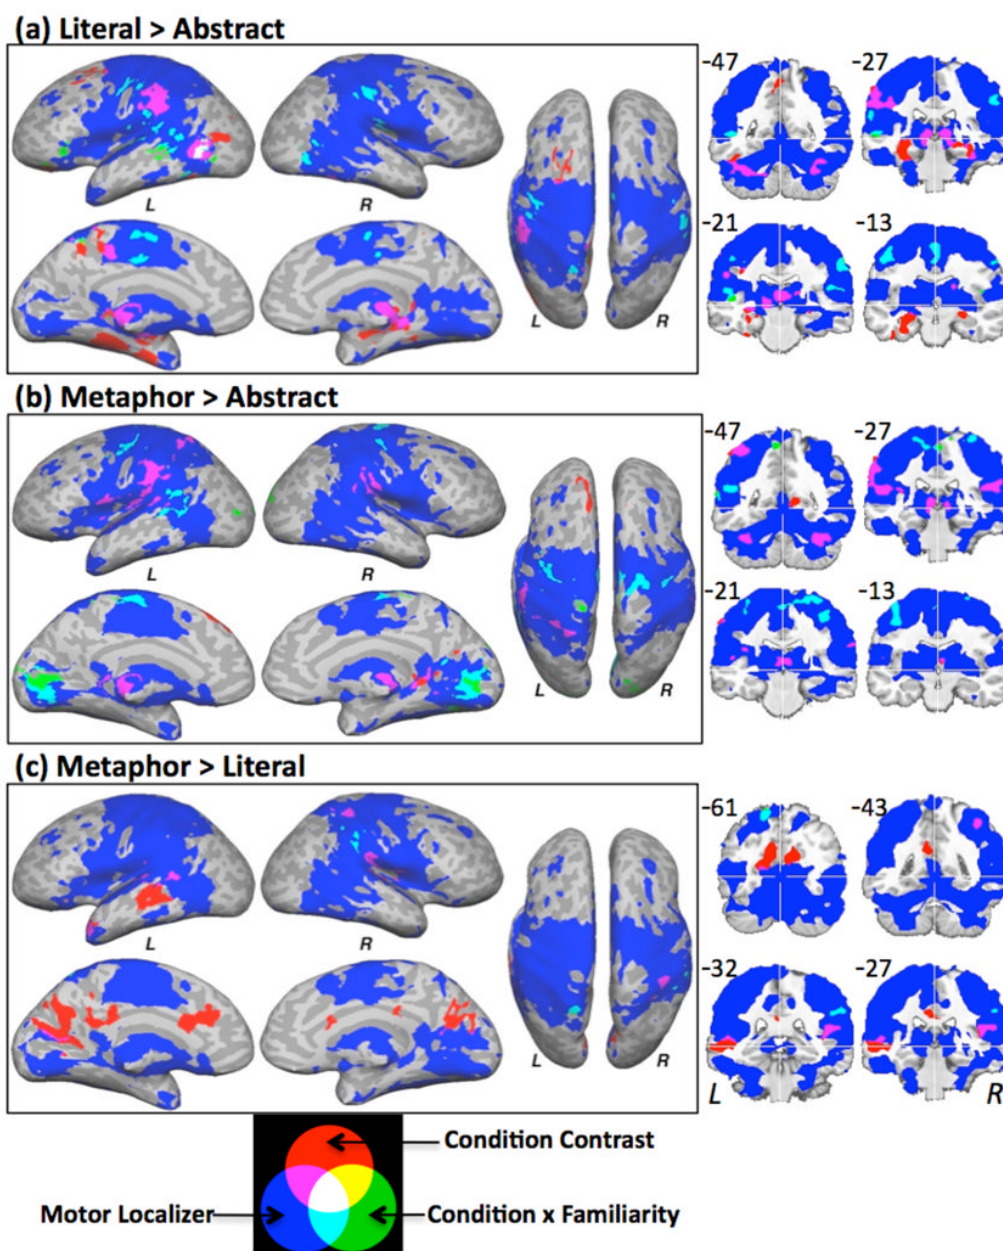 (a) Literal > Abstract
-47
-27
L
R
-21
-13
L
R
(b) Metaphor > Abstract
-47
-27
L
R
-21
-13
L
R
(c) Metaphor > Literal
-61
-43
L
R
-32
-27
L
R
L
R
Condition Contrast
Motor Localizer
Condition x Familiarity